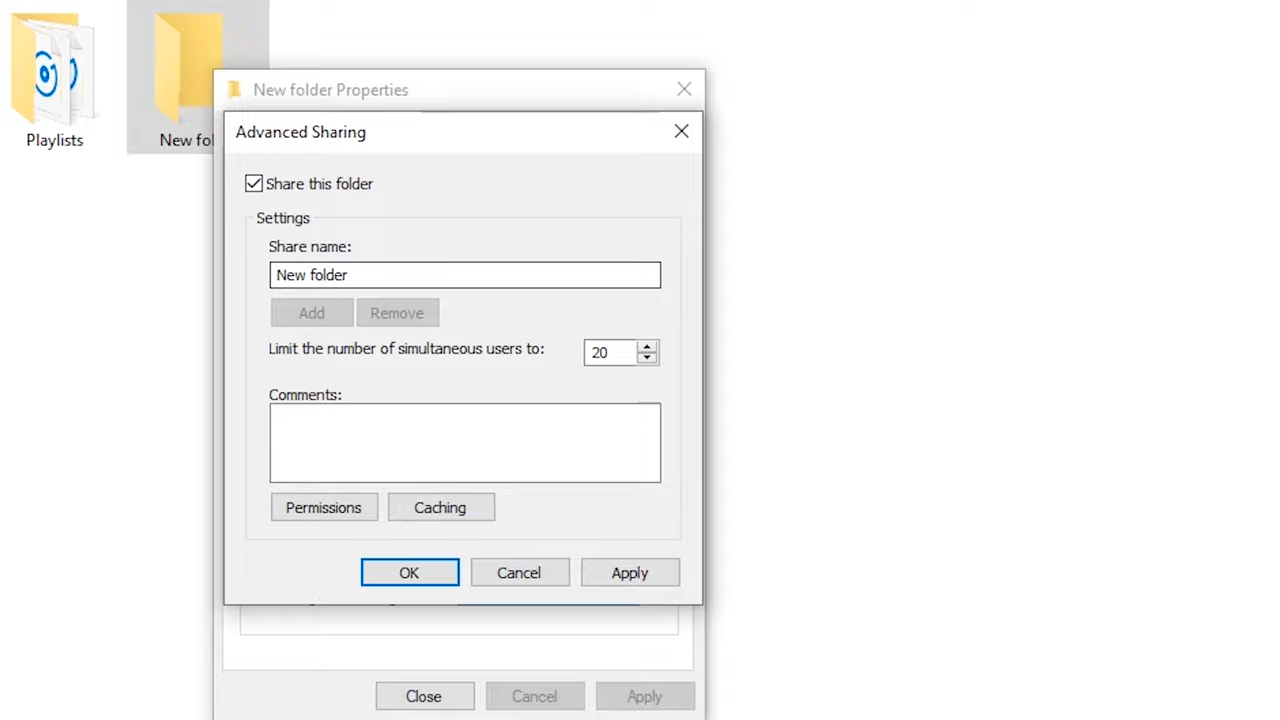 Playlists
New fol
New folder Properties
Advanced Sharing
Share this folder
Settings
Share name:
New folder
Add
Remove
Limit the number of simultaneous users to:
20
Comments:
Permissions
Caching
OK
Cancel
Apply
Close
Cancel
Apply